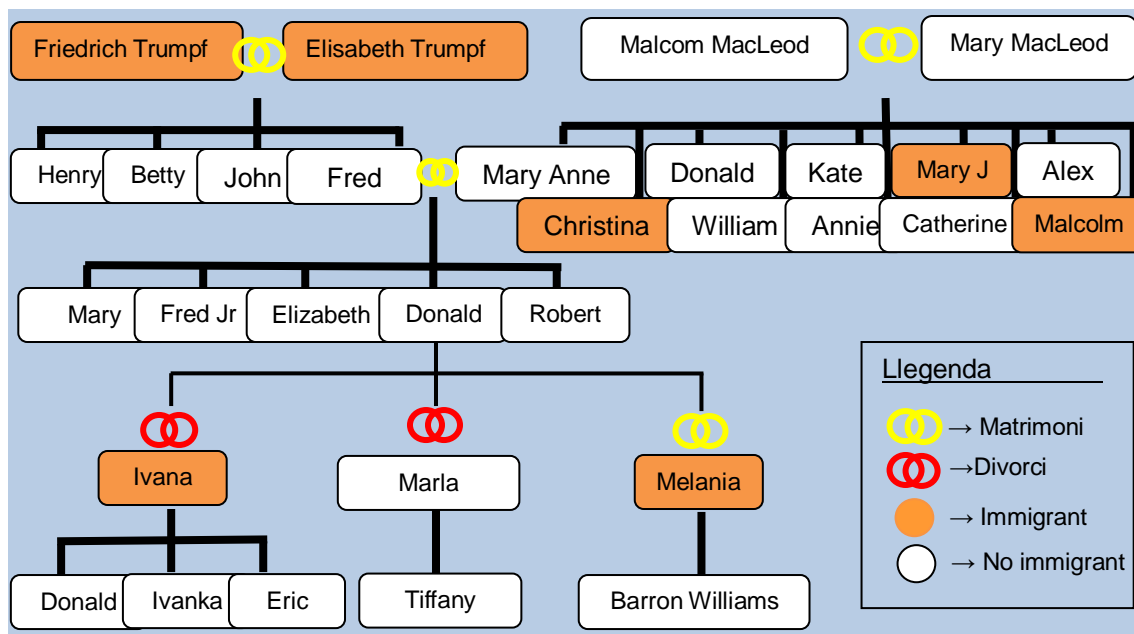 Friedrich Trumpf
Elisabeth Trumpf
Malcom MacLeod
Mary MacLeod
Henry
Betty
John
Fred
Mary Anne
Donald
Kate
Mary J
Alex
Christina
William
Annie
Catherine
Malcolm
Mary
Fred Jr
Elizabeth
Donald
Robert
Ivana
Marla
Melania
Donald
Ivanka
Eric
Tiffany
Barron Williams
Llegenda
→ Matrimoni
→Divorci
→ Immigrant
→ No immigrant